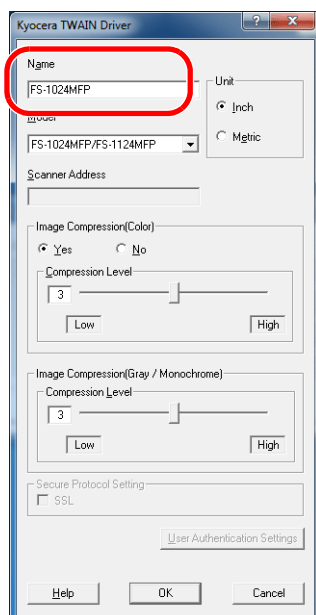 Kyocera TWAIN Driver
Name
FS-1024MFP
Unit
Inch
Model
Metric
FS-1024MFP/FS-1124MFP
Scanner Address
Image Compression(Color)
Yes No
Compression Level
3
Low High
Image Compression(Gray / Monochrome)
Compression Level
3
Low High
Secure Protocol Setting
SSL
User Authentication Settings
Help OK Cancel